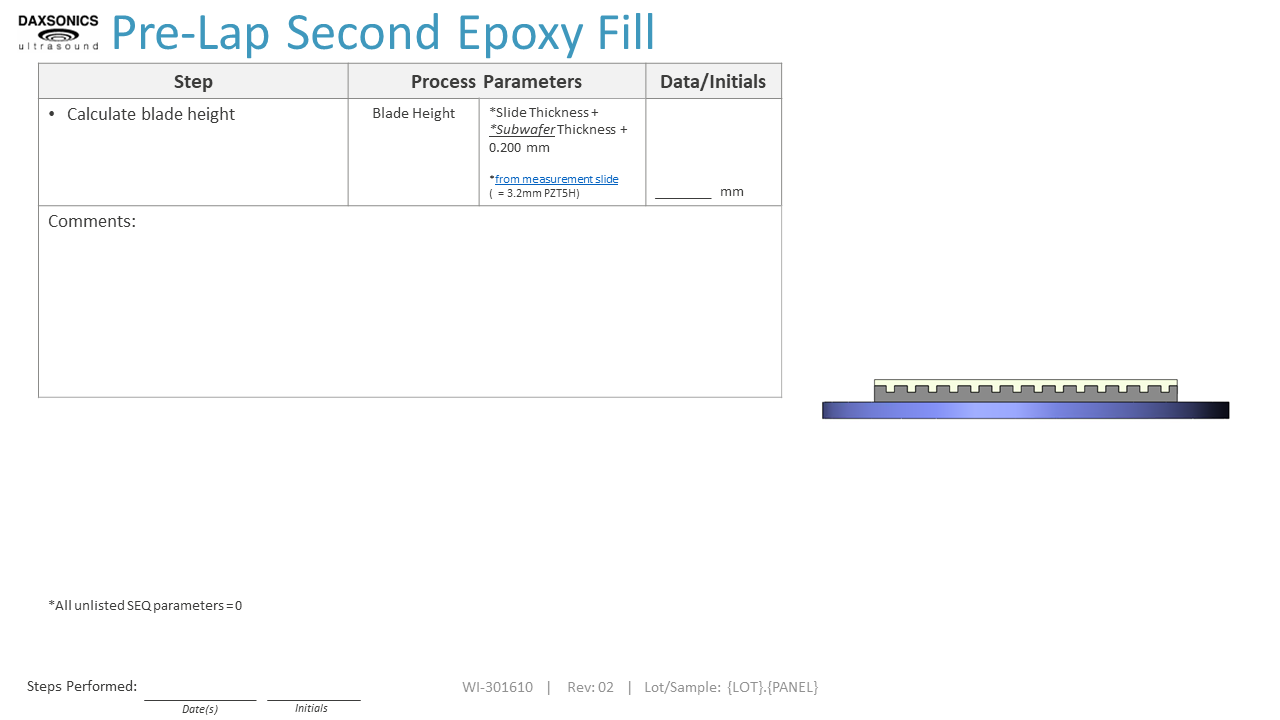 DAXSONICS
ultrasound
Pre-Lap Second Epoxy Fill
Step
Process Parameters
Data/Initials
• Calculate blade height
Blade Height
*Slide Thickness +
*Subwafer Thickness +
0.200 mm
*from measurement slide
( = 3.2mm PZT5H)
________ mm
Comments:
*All unlisted SEQ parameters = 0
Steps Performed:
Date(s)
Initials
WI-301610 | Rev: 02 | Lot/Sample: {LOT}.{PANEL}